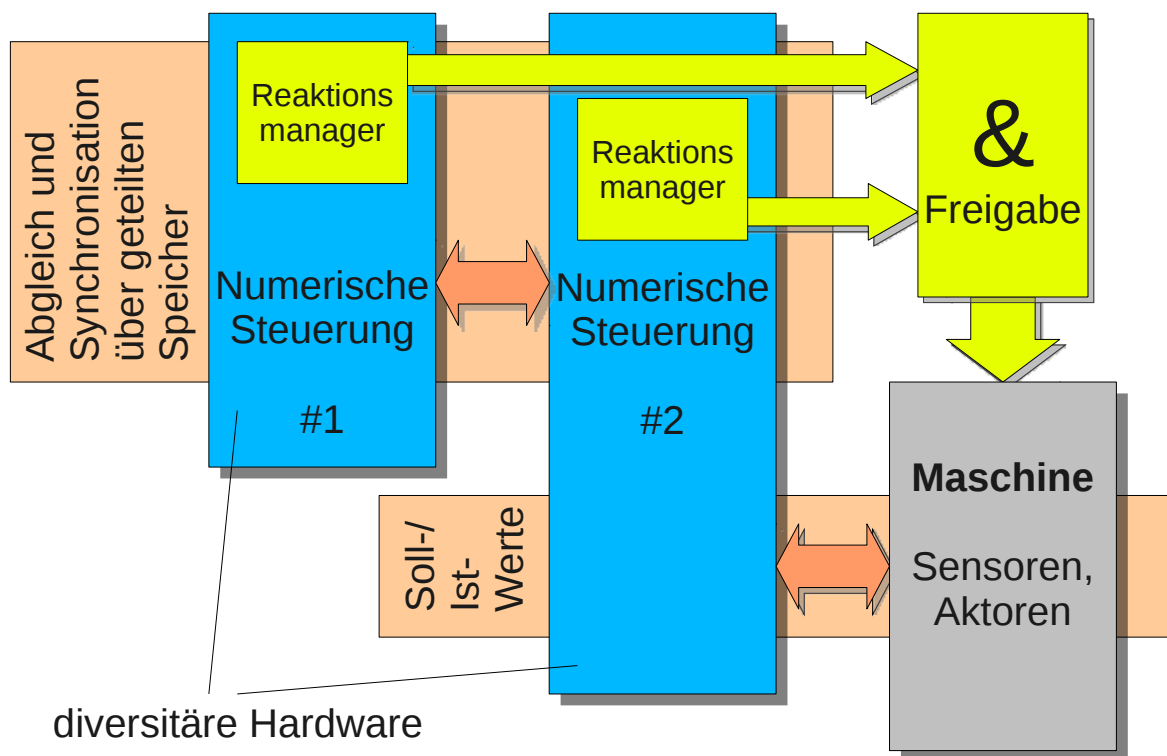 Abgleich und
Synchronisation
über geteilten
Speicher
Reaktions
manager
Numerische
Steuerung
#1
Reaktions
manager
Numerische
Steuerung
#2
&
Freigabe
Soll-/
Ist-
Werte
Maschine
Sensoren,
Aktoren
diversitäre Hardware